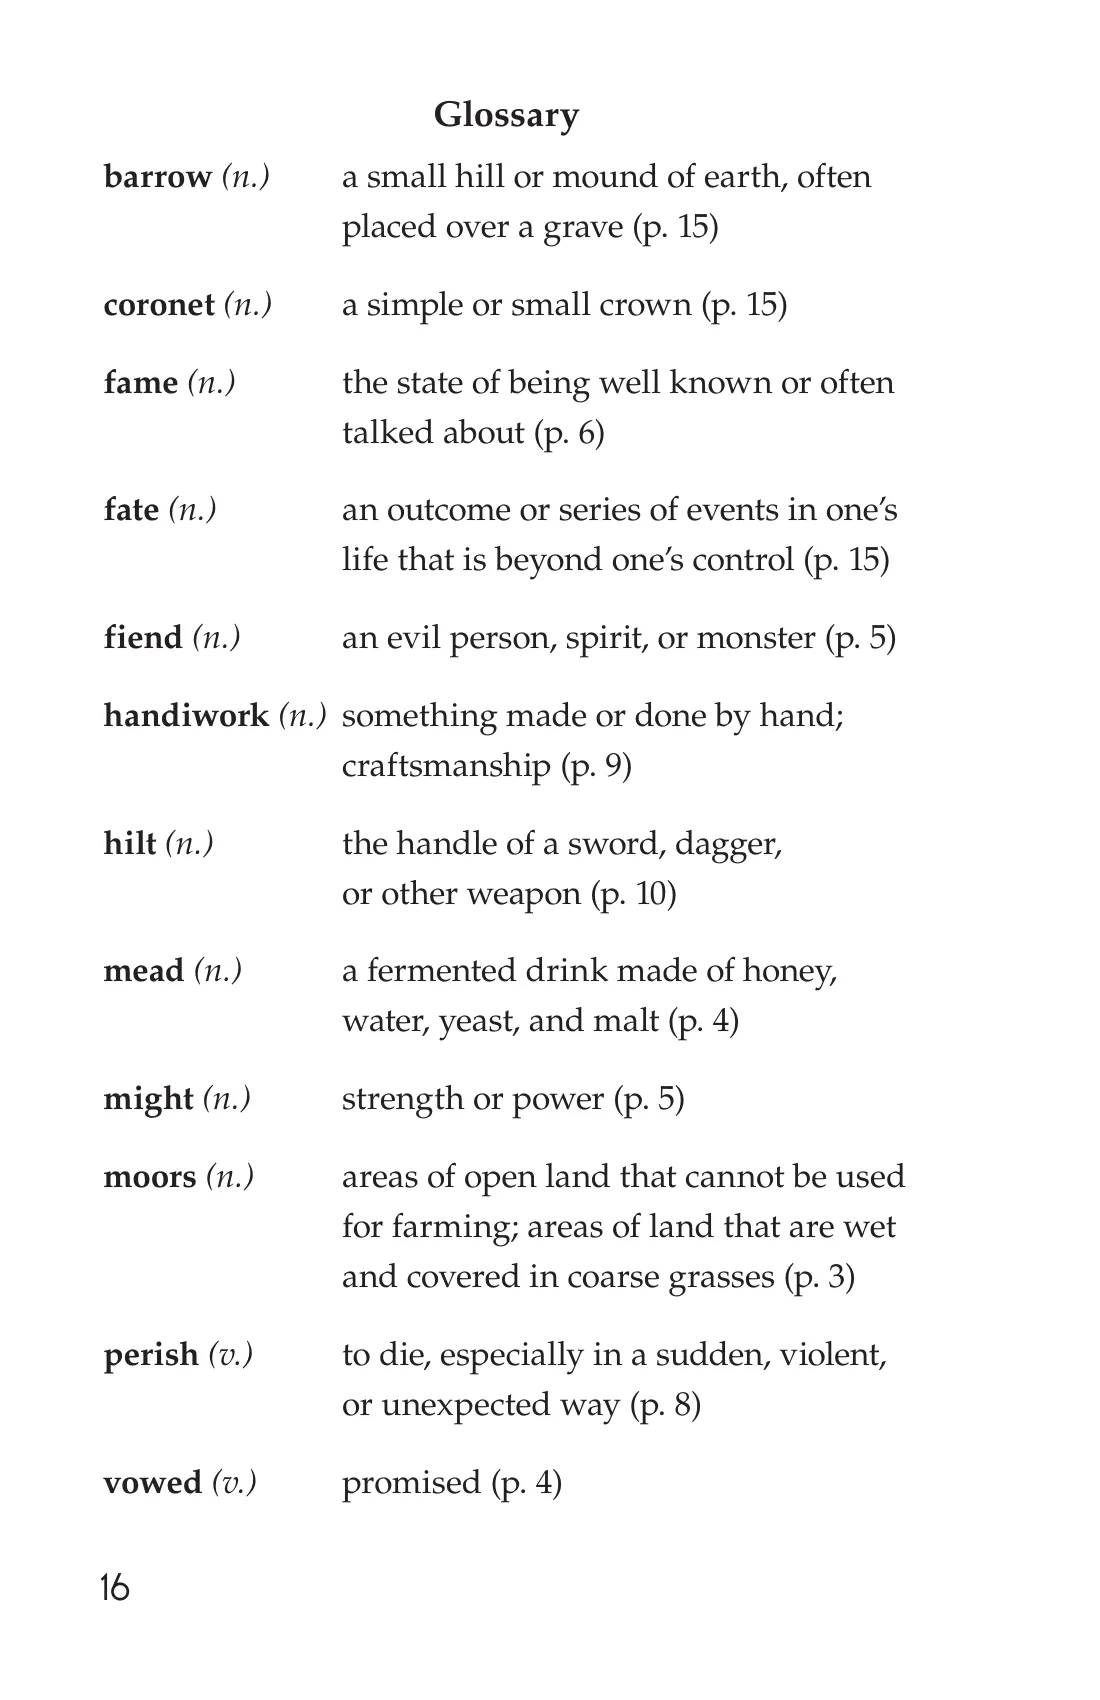 Glossary
barrow (n.) a small hill or mound of earth, often
placed over a grave (p. 15)
coronet (n.) a simple or small crown (p. 15)
fame (n.) the state of being well known or often
talked about (p. 6)
fate (n.) an outcome or series of events in one’s
life that is beyond one’s control (p. 15)
fiend (n.) an evil person, spirit, or monster (p. 5)
handiwork (n.) something made or done by hand;
craftsmanship (p. 9)
hilt (n.) the handle of a sword, dagger,
or other weapon (p. 10)
mead (n.) a fermented drink made of honey,
water, yeast, and malt (p. 4)
might (n.) strength or power (p. 5)
moors (n.) areas of open land that cannot be used
for farming; areas of land that are wet
and covered in coarse grasses (p. 3)
perish (v.) to die, especially in a sudden, violent,
or unexpected way (p. 8)
vowed (v.) promised (p. 4)
16